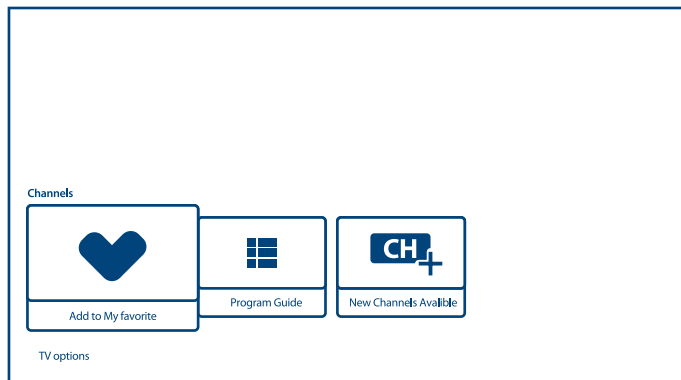 Channels
CH
Add to My favorite
Program Guide
New Channels Avalible
TV options